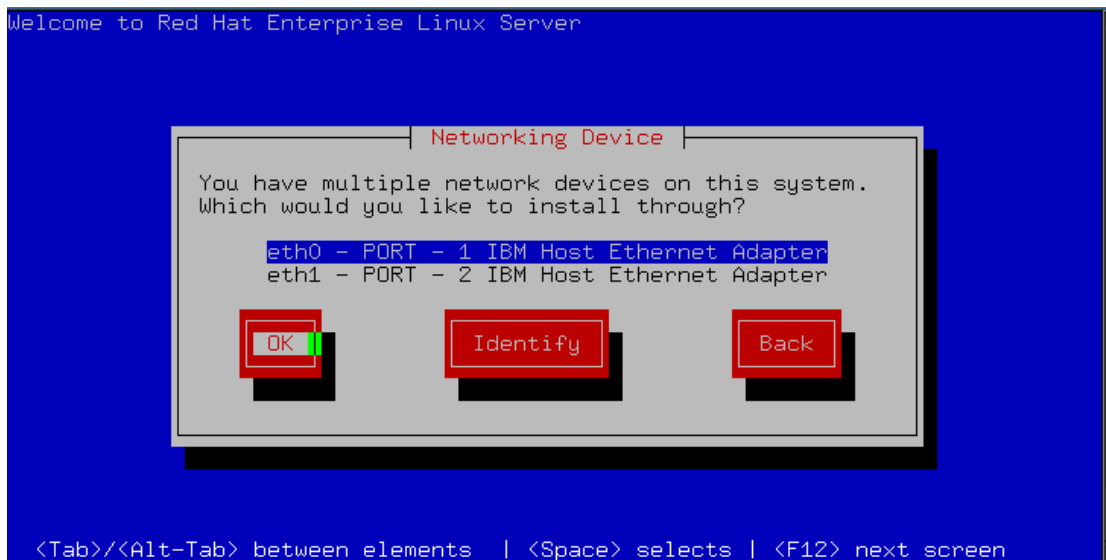 Welcome to Red Hat Enterprise Linux Server
Networking Device
You have multiple network devices on this system.
Which would you like to install through?
eth0 - PORT - 1 IBM Host Ethernet Adapter
eth1 - PORT - 2 IBM Host Ethernet Adapter
OK Identify Back
<Tab>/<Alt-Tab> between elements | <Space> selects | <F12> next screen